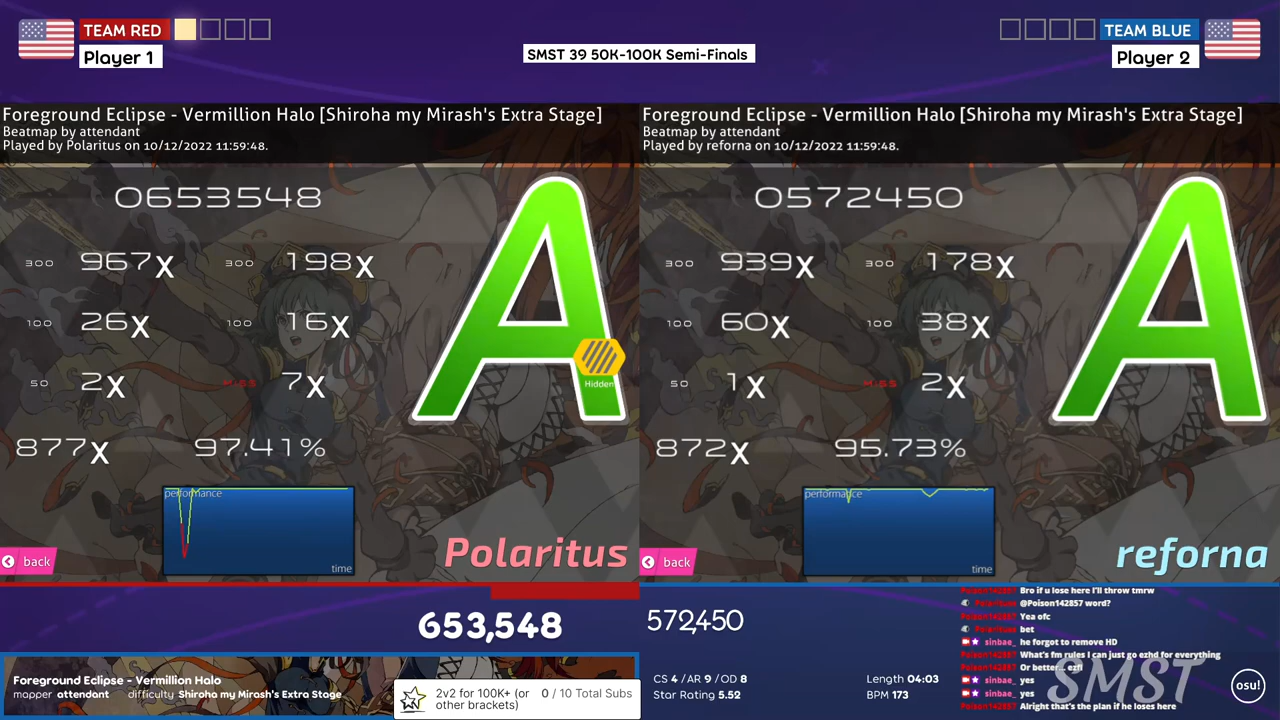 TEAM RED
Player 1
SMST 39 50K-100K Semi-Finals
TEAM BLUE
Player 2
Foreground Eclipse - Vermillion Halo [Shiroha my Mirash's Extra Stage]
Beatmap by attendant
Played by Polaritus on 10/12/2022 11:59:48.
0653548
300 967x 300 198x
100 26x 100 16x
50 2x MISS 7x
877x 97.41%
A
Hidden
performance
time
back
Polaritus
Foreground Eclipse - Vermillion Halo [Shiroha my Mirash's Extra Stage]
Beatmap by attendant
Played by reforna on 10/12/2022 11:59:48.
0572450
300 939x 300 178x
100 60x 100 38x
50 1x MISS 2x
872x 95.73%
A
performance
time
back
reforna
653,548
572,450
Foreground Eclipse - Vermillion Halo
mapper attendant difficulty Shiroha my Mirash's Extra Stage
2v2 for 100K+ (or other brackets)
0 / 10 Total Subs
CS 4 / AR 9 / OD 8
Star Rating 5.52
Length 04:03
BPM 173
Poison142857 Bro if u lose here I'll throw tmrw
@Poison142857 word?
Poison142857 Yea ofc
bet
sinbae_ he forgot to remove HD
Poison142857 What's fm rules I can just go ezhd for everything
Poison142857 Or better... ezfl
sinbae_ yes
sinbae_ yes
Poison142857 Alright that's the plan if he loses here
SMST
osu!